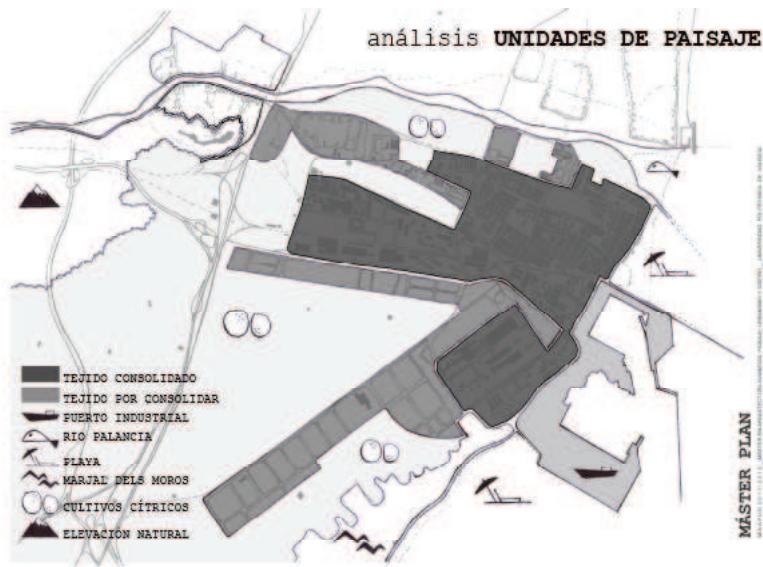 análisis UNIDADES DE PAISAJE
TEJIDO CONSOLIDADO
TEJIDO POR CONSOLIDAR
PUERTO INDUSTRIAL
RIO PALANCIA
PLAYA
MARJAL DELS MOROS
CULTIVOS CÍTRICOS
ELEVACION NATURAL
MÁSTER PLAN